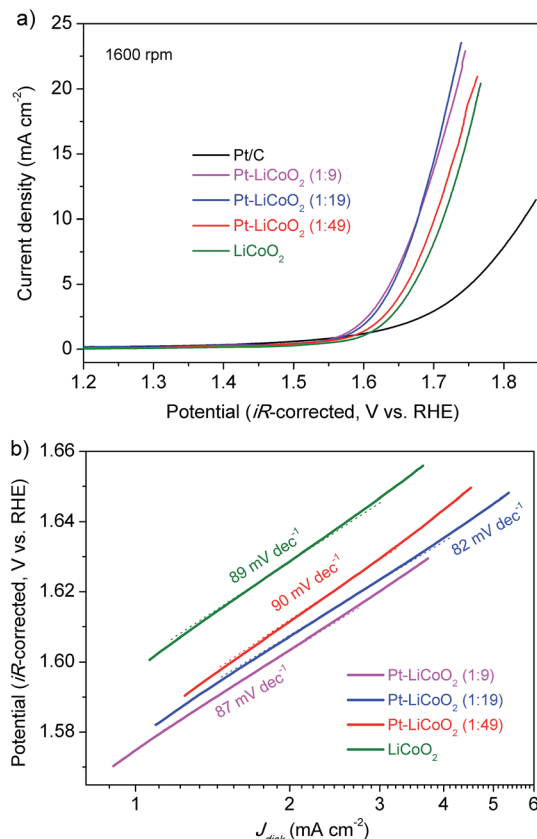 a)
1600 rpm
Pt/C
Pt-LiCoO₂ (1:9)
Pt-LiCoO₂ (1:19)
Pt-LiCoO₂ (1:49)
LiCoO₂
Current density (mA cm⁻²)
25
20
15
10
5
0
1.2 1.3 1.4 1.5 1.6 1.7 1.8
Potential (iR-corrected, V vs. RHE)
b)
Potential (iR-corrected, V vs. RHE)
1.66
1.64
1.62
1.60
1.58
89 mV dec⁻¹
90 mV dec⁻¹
82 mV dec⁻¹
87 mV dec⁻¹
Pt-LiCoO₂ (1:9)
Pt-LiCoO₂ (1:19)
Pt-LiCoO₂ (1:49)
LiCoO₂
1 2 3 4 5 6
J_disk (mA cm⁻²)